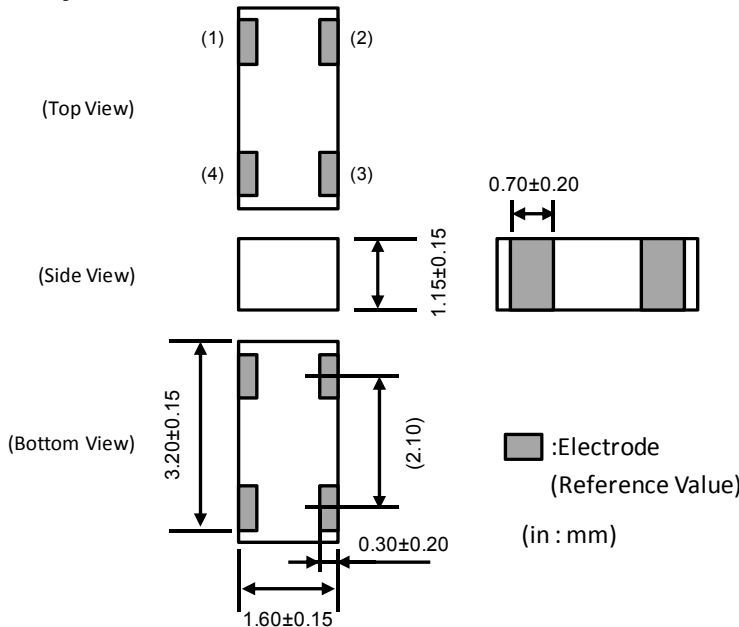 (1)
(2)
(Top View)
(4)
(3)
0.70±0.20
(Side View)
1.15±0.15
3.20±0.15
(2.10)
(Bottom View)
:Electrode
(Reference Value)
(in : mm)
0.30±0.20
1.60±0.15